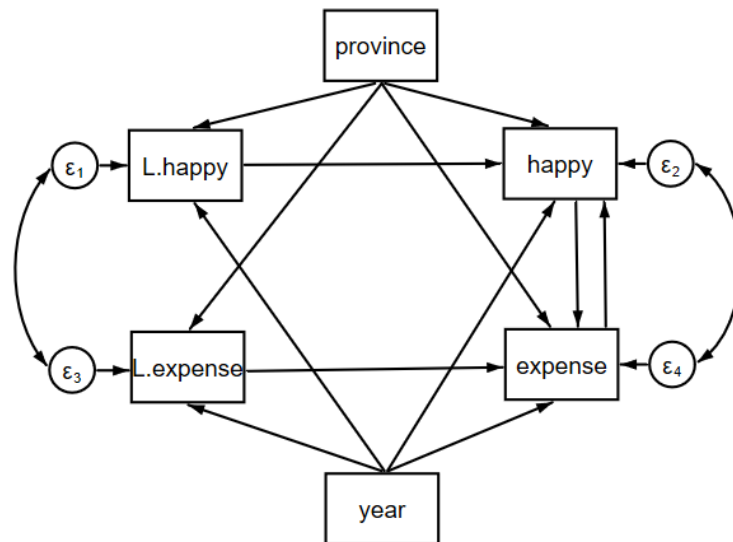 province
ε₁
L.happy
happy
ε₂
ε₃
L.expense
expense
ε₄
year